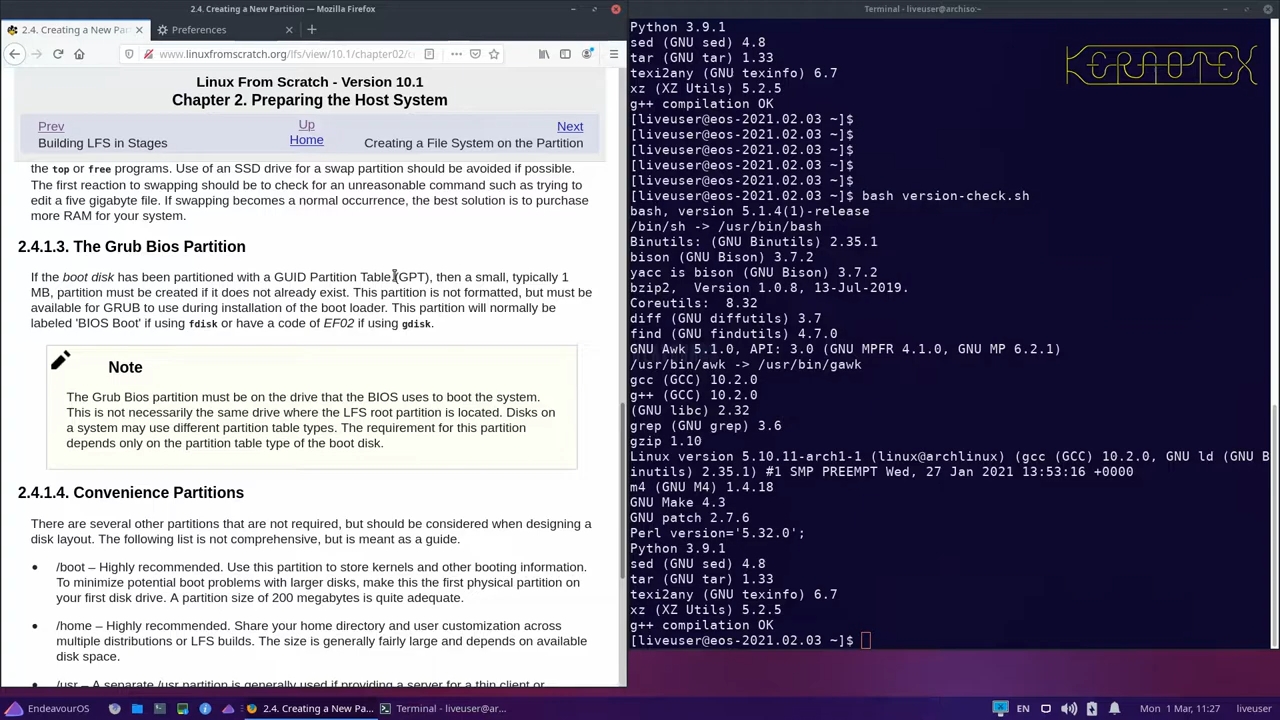 2.4. Creating a New Partition — Mozilla Firefox
2.4. Creating a New Par
Preferences
www.linuxfromscratch.org/lfs/view/10.1/chapter02/c
Linux From Scratch - Version 10.1
Chapter 2. Preparing the Host System
Prev
Up
Next
Building LFS in Stages
Home
Creating a File System on the Partition
the top or free programs. Use of an SSD drive for a swap partition should be avoided if possible.
The first reaction to swapping should be to check for an unreasonable command such as trying to
edit a five gigabyte file. If swapping becomes a normal occurrence, the best solution is to purchase
more RAM for your system.
2.4.1.3. The Grub Bios Partition
If the boot disk has been partitioned with a GUID Partition Table (GPT), then a small, typically 1
MB, partition must be created if it does not already exist. This partition is not formatted, but must be
available for GRUB to use during installation of the boot loader. This partition will normally be
labeled 'BIOS Boot' if using fdisk or have a code of EF02 if using gdisk.
Note
The Grub Bios partition must be on the drive that the BIOS uses to boot the system.
This is not necessarily the same drive where the LFS root partition is located. Disks on
a system may use different partition table types. The requirement for this partition
depends only on the partition table type of the boot disk.
2.4.1.4. Convenience Partitions
There are several other partitions that are not required, but should be considered when designing a
disk layout. The following list is not comprehensive, but is meant as a guide.
• /boot – Highly recommended. Use this partition to store kernels and other booting information.
To minimize potential boot problems with larger disks, make this the first physical partition on
your first disk drive. A partition size of 200 megabytes is quite adequate.
• /home – Highly recommended. Share your home directory and user customization across
multiple distributions or LFS builds. The size is generally fairly large and depends on available
disk space.
• /usr – A separate /usr partition is generally used if providing a server for a thin client or
Terminal - liveuser@archiso:~
KERAOTEX
Python 3.9.1
sed (GNU sed) 4.8
tar (GNU tar) 1.33
texi2any (GNU texinfo) 6.7
xz (XZ Utils) 5.2.5
g++ compilation OK
[liveuser@eos-2021.02.03 ~]$
[liveuser@eos-2021.02.03 ~]$
[liveuser@eos-2021.02.03 ~]$
[liveuser@eos-2021.02.03 ~]$
[liveuser@eos-2021.02.03 ~]$
[liveuser@eos-2021.02.03 ~]$ bash version-check.sh
bash, version 5.1.4(1)-release
/bin/sh -> /usr/bin/bash
Binutils: (GNU Binutils) 2.35.1
bison (GNU Bison) 3.7.2
yacc is bison (GNU Bison) 3.7.2
bzip2,  Version 1.0.8, 13-Jul-2019.
Coreutils:  8.32
diff (GNU diffutils) 3.7
find (GNU findutils) 4.7.0
GNU Awk 5.1.0, API: 3.0 (GNU MPFR 4.1.0, GNU MP 6.2.1)
/usr/bin/awk -> /usr/bin/gawk
gcc (GCC) 10.2.0
g++ (GCC) 10.2.0
(GNU libc) 2.32
grep (GNU grep) 3.6
gzip 1.10
Linux version 5.10.11-arch1-1 (linux@archlinux) (gcc (GCC) 10.2.0, GNU ld (GNU B
inutils) 2.35.1) #1 SMP PREEMPT Wed, 27 Jan 2021 13:53:16 +0000
m4 (GNU M4) 1.4.18
GNU Make 4.3
GNU patch 2.7.6
Perl version='5.32.0';
Python 3.9.1
sed (GNU sed) 4.8
tar (GNU tar) 1.33
texi2any (GNU texinfo) 6.7
xz (XZ Utils) 5.2.5
g++ compilation OK
[liveuser@eos-2021.02.03 ~]$
EndeavourOS
2.4. Creating a New Pa...
Terminal - liveuser@ar...
EN
Mon 1 Mar, 11:27
liveuser